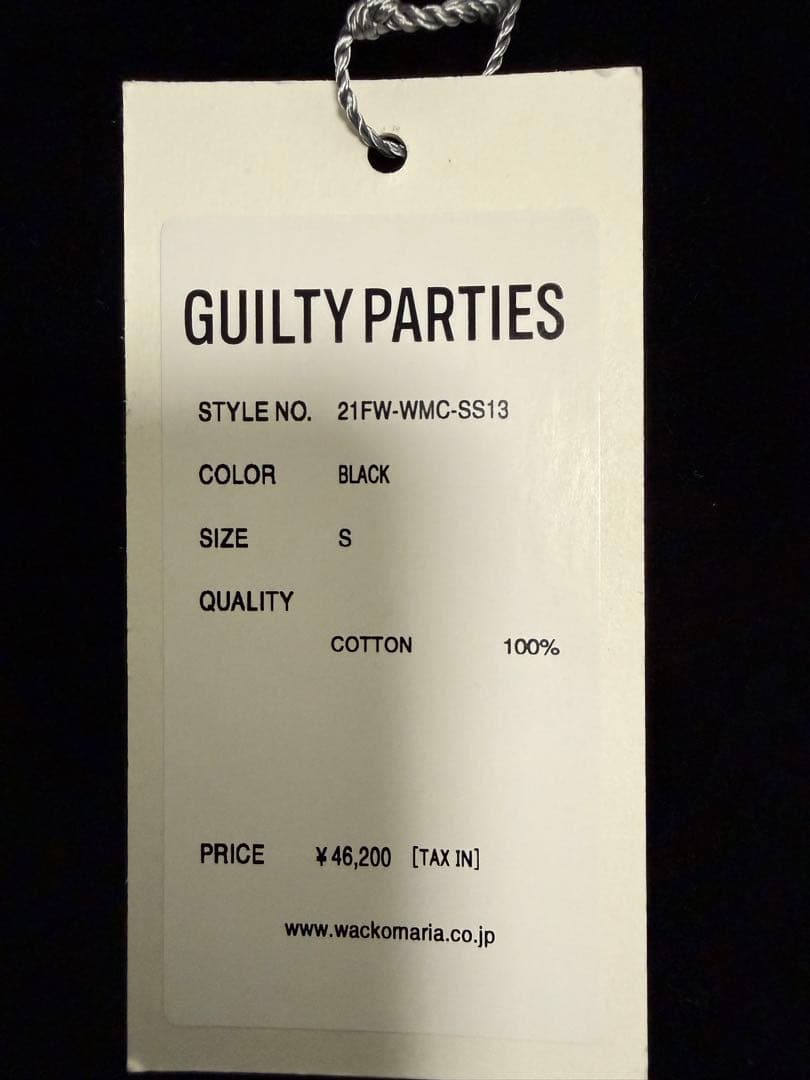 GUILTY PARTIES
STYLE NO. 21FW-WMC-SS13
COLOR BLACK
SIZE S
QUALITY
COTTON 100%
PRICE ¥46,200 [TAX IN]
www.wackomaria.co.jp